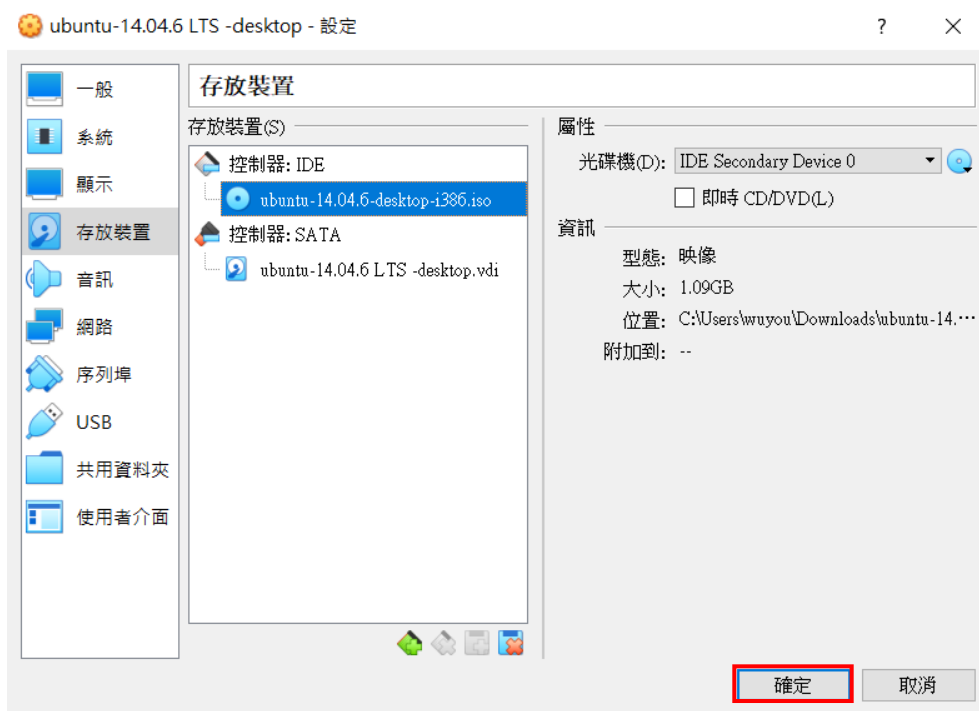 ubuntu-14.04.6 LTS -desktop - 設定
?
一般
系統
顯示
存放裝置
音訊
網路
序列埠
USB
共用資料夾
使用者介面
存放裝置
存放裝置(S)
控制器: IDE
ubuntu-14.04.6-desktop-i386.iso
控制器: SATA
ubuntu-14.04.6 LTS -desktop.vdi
屬性
光碟機(D): IDE Secondary Device 0
即時 CD/DVD(L)
資訊
型態: 映像
大小: 1.09GB
位置: C:\Users\wuyou\Downloads\ubuntu-14.⋯
附加到: --
確定
取消